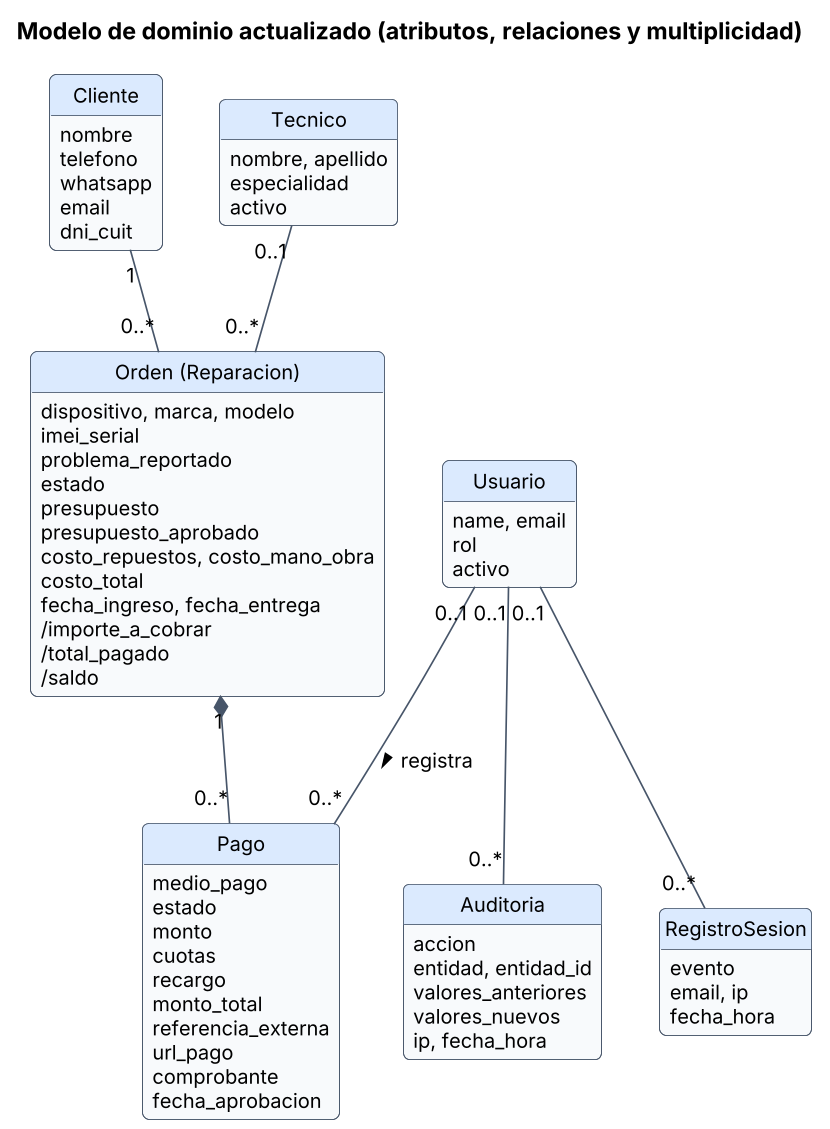 Modelo de dominio actualizado (atributos, relaciones y multiplicidad)
Cliente
nombre
telefono
whatsapp
email
dni_cuit
Tecnico
nombre, apellido
especialidad
activo
1
0..*
0..1
0..*
Orden (Reparacion)
dispositivo, marca, modelo
imei_serial
problema_reportado
estado
presupuesto
presupuesto_aprobado
costo_repuestos, costo_mano_obra
costo_total
fecha_ingreso, fecha_entrega
/importe_a_cobrar
/total_pagado
/saldo
Usuario
name, email
rol
activo
0..1
0..1
0..1
1
0..*
registra
0..*
0..*
0..*
Pago
medio_pago
estado
monto
cuotas
recargo
monto_total
referencia_externa
url_pago
comprobante
fecha_aprobacion
Auditoria
accion
entidad, entidad_id
valores_anteriores
valores_nuevos
ip, fecha_hora
RegistroSesion
evento
email, ip
fecha_hora